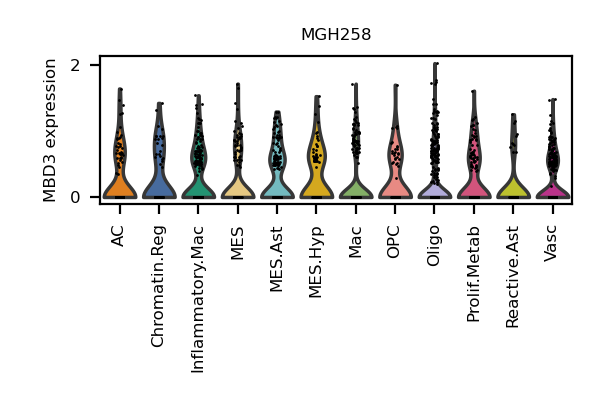 MGH258
MBD3 expression
2
0
AC
Chromatin.Reg
Inflammatory.Mac
MES
MES.Ast
MES.Hyp
Mac
OPC
Oligo
Prolif.Metab
Reactive.Ast
Vasc